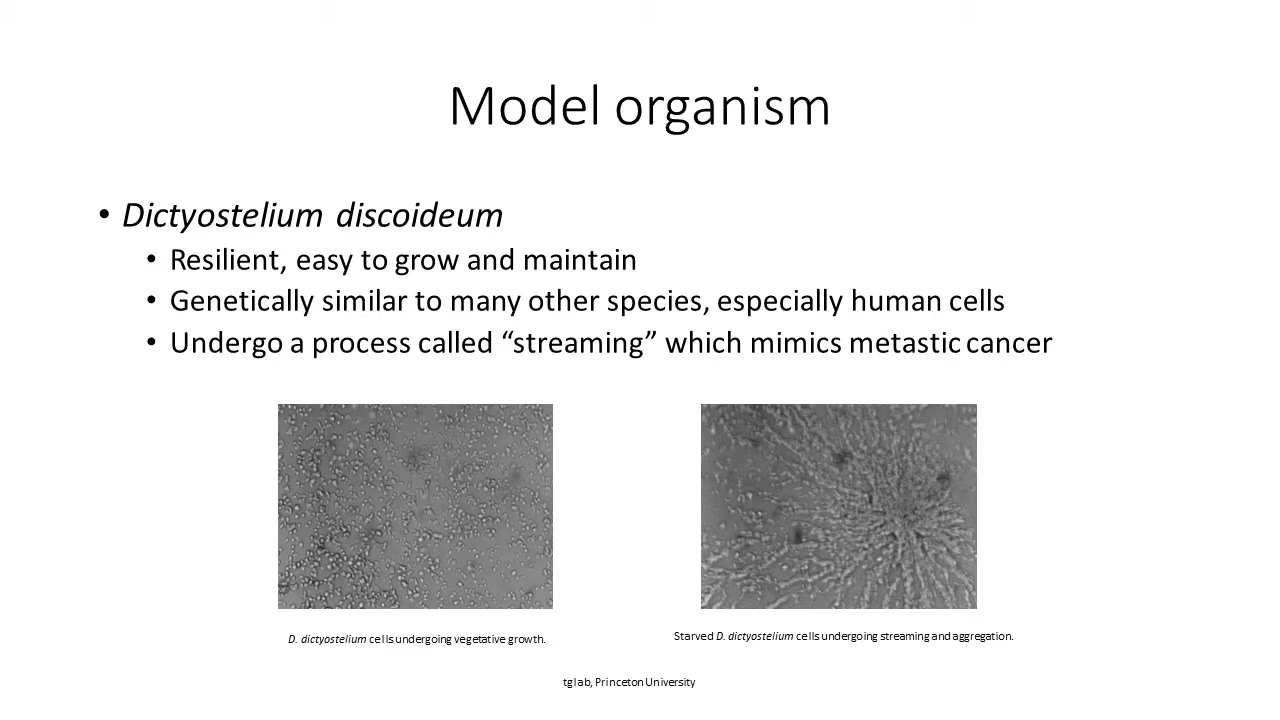 Model organism
• Dictyostelium discoideum
• Resilient, easy to grow and maintain
• Genetically similar to many other species, especially human cells
• Undergo a process called “streaming” which mimics metastic cancer
D. dictyostelium cells undergoing vegetative growth.
Starved D. dictyostelium cells undergoing streaming and aggregation.
tglab, Princeton University